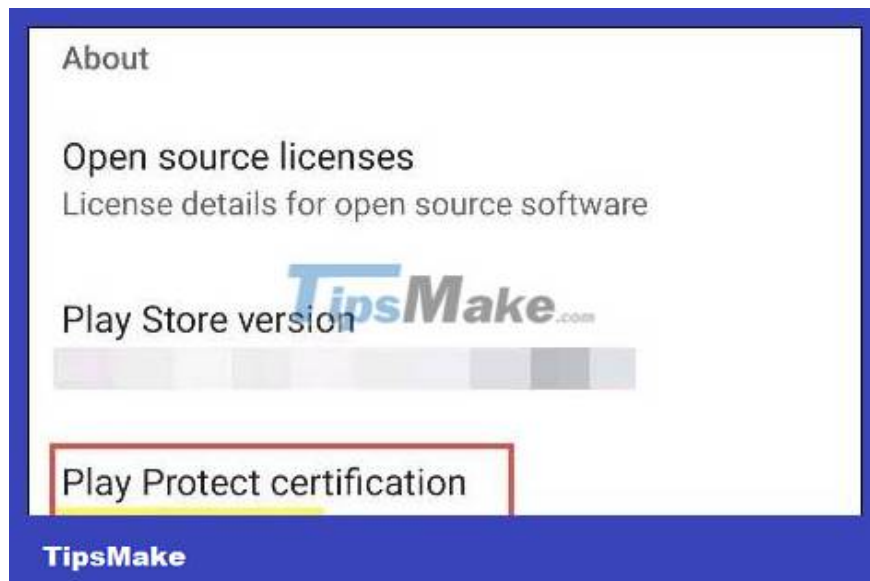 About
Open source licenses
License details for open source software
TipsMake.com
Play Store version
Play Protect certification
TipsMake